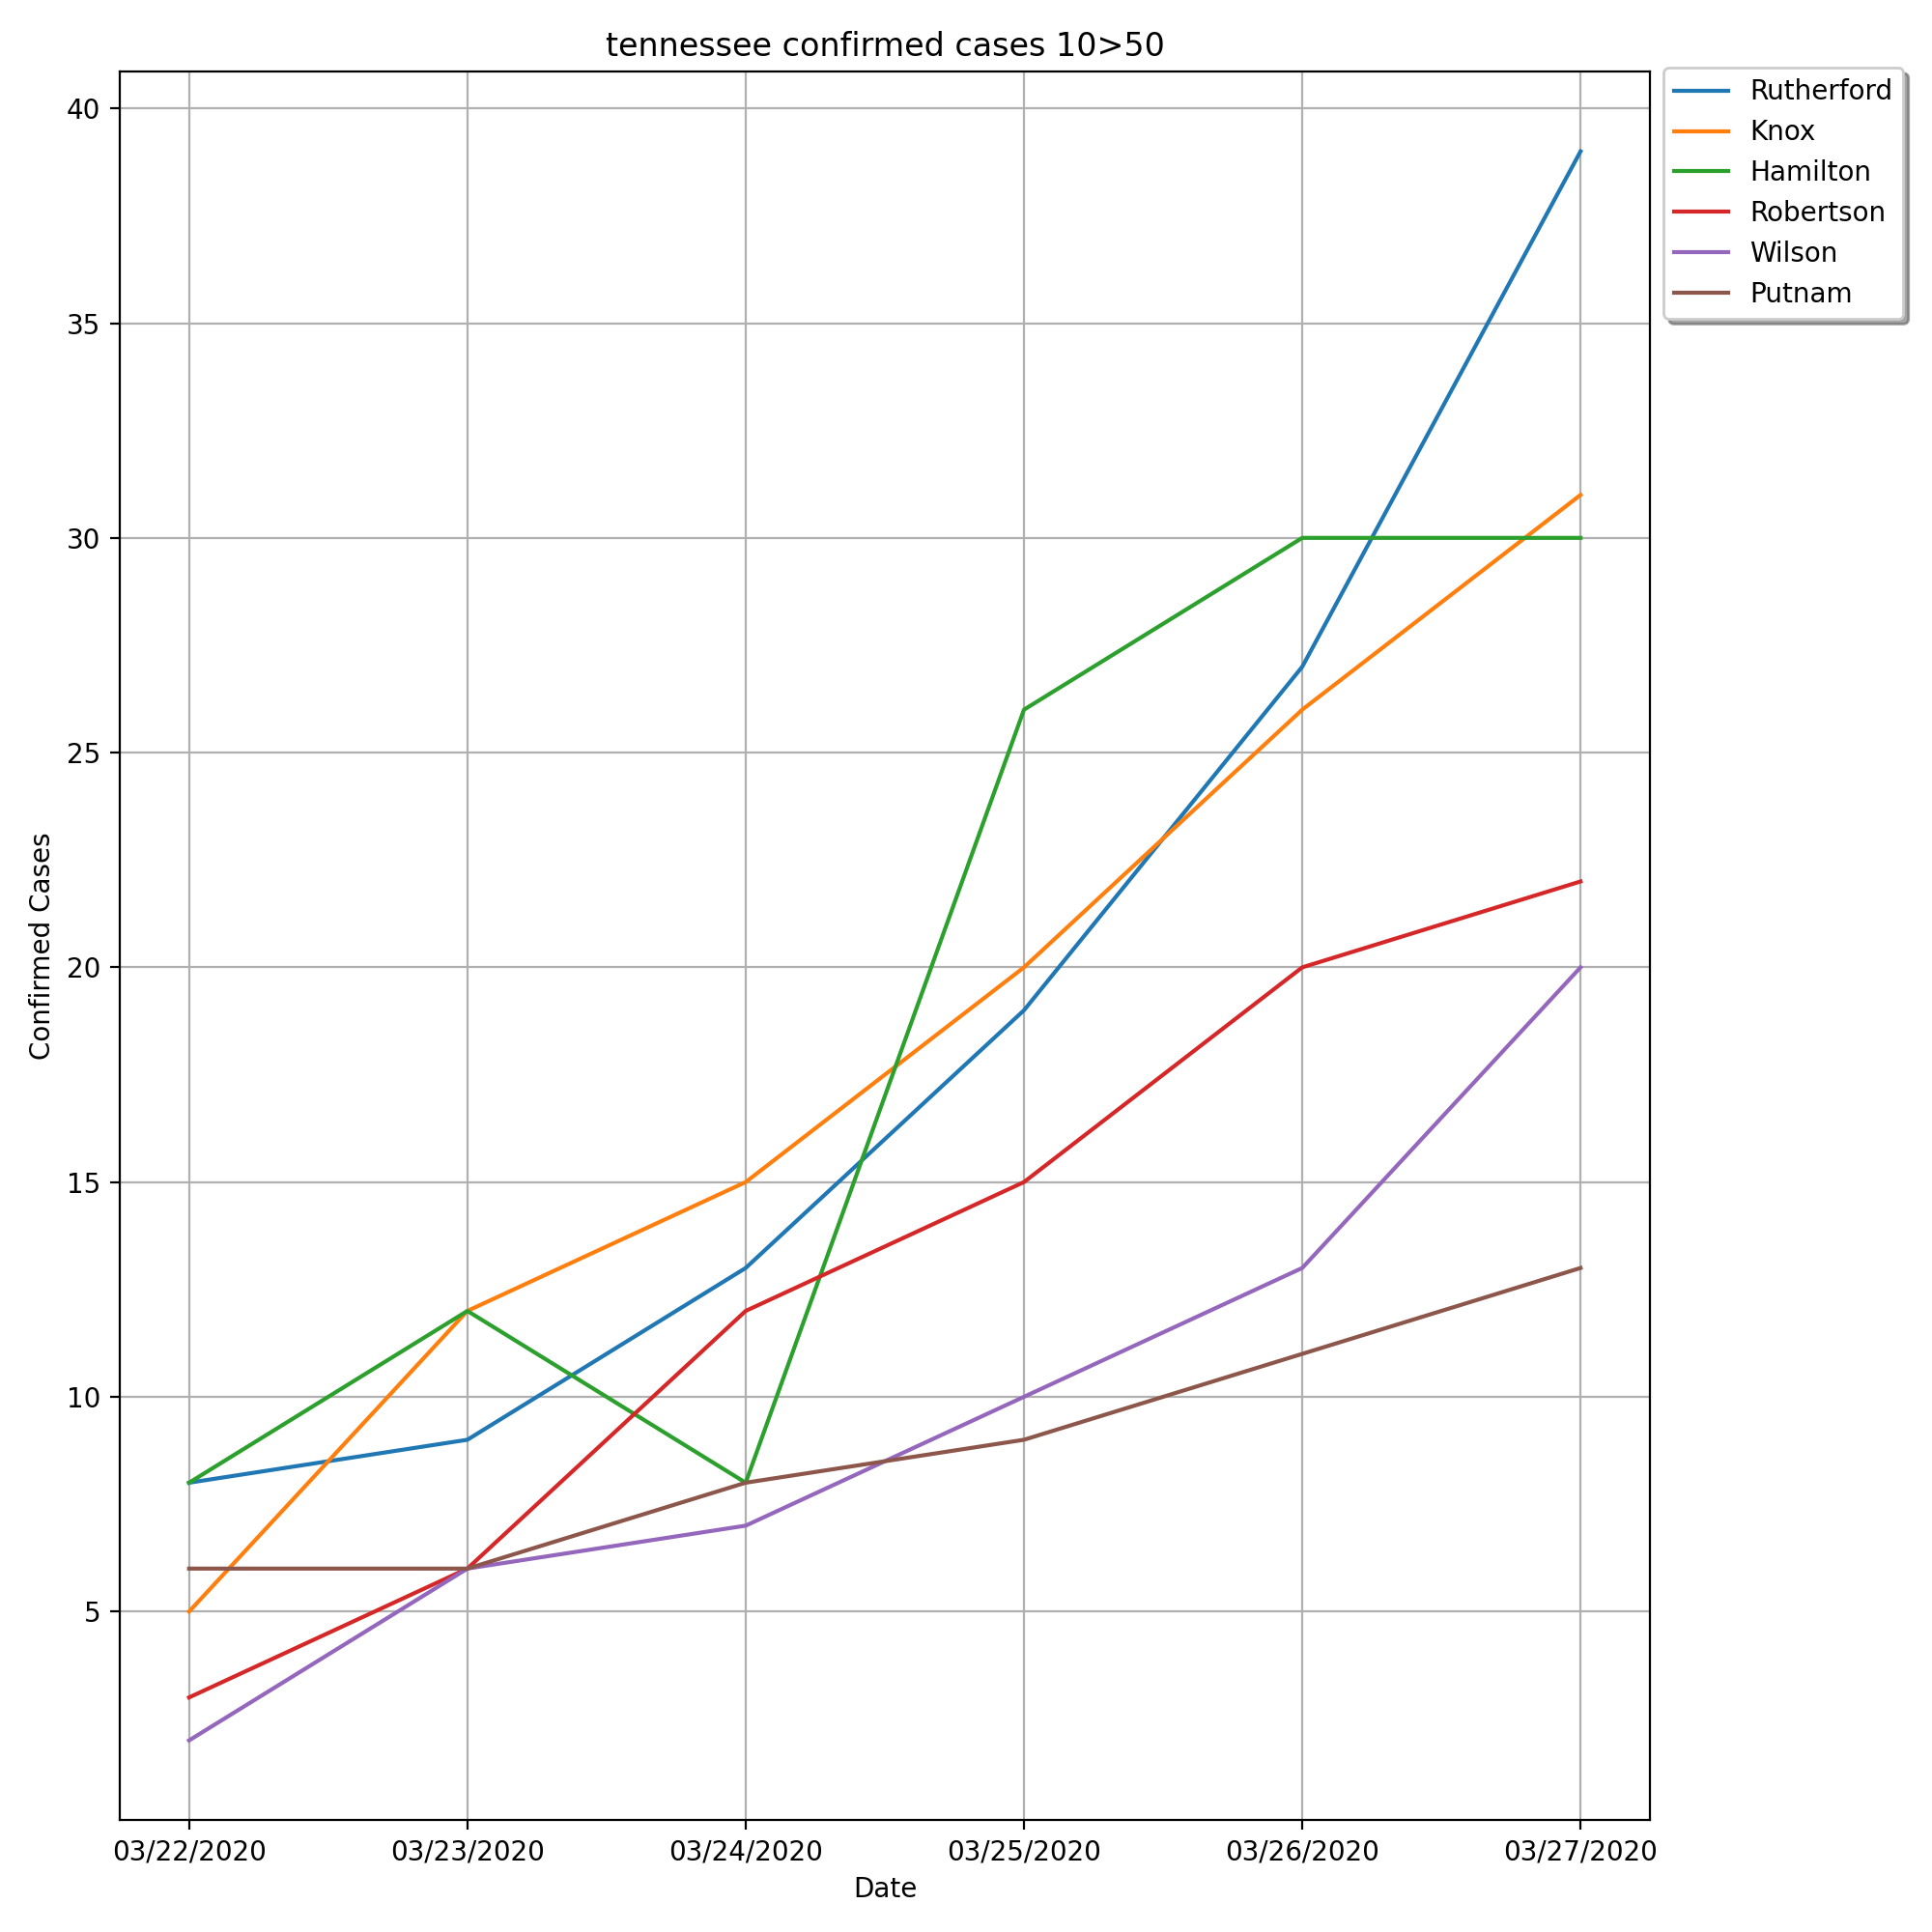 tennessee confirmed cases 10>50
Rutherford
Knox
Hamilton
Robertson
Wilson
Putnam
40
35
30
25
20
15
10
5
Confirmed Cases
03/22/2020
03/23/2020
03/24/2020
03/25/2020
03/26/2020
03/27/2020
Date